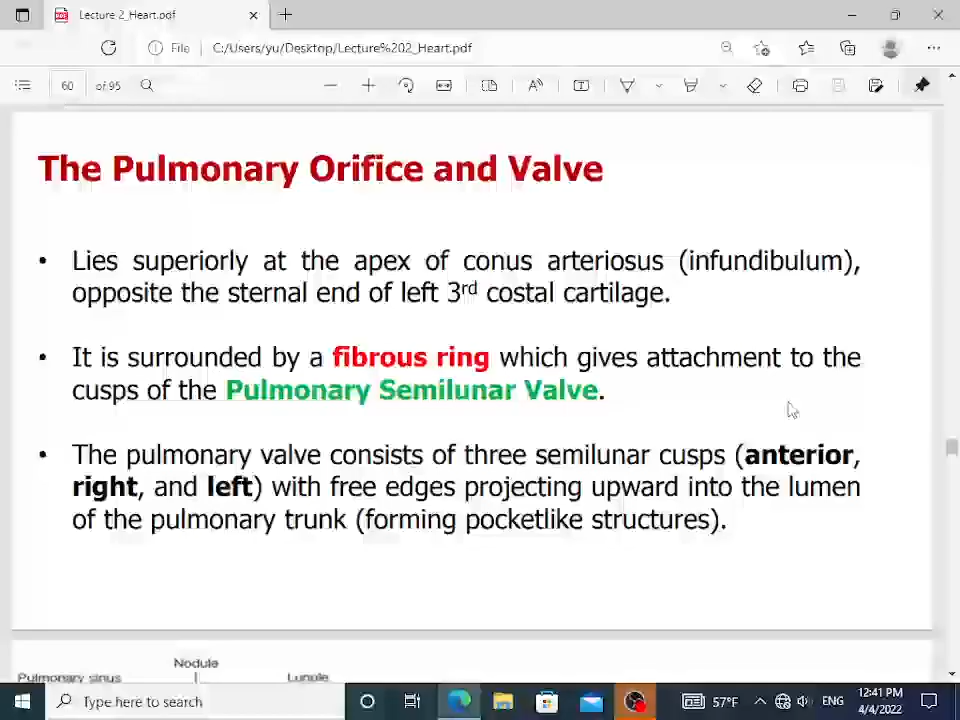 Lecture 2_Heart.pdf
File
C:/Users/yu/Desktop/Lecture%202_Heart.pdf
60 of 95
The Pulmonary Orifice and Valve
• Lies superiorly at the apex of conus arteriosus (infundibulum),
opposite the sternal end of left 3rd costal cartilage.
• It is surrounded by a fibrous ring which gives attachment to the
cusps of the Pulmonary Semilunar Valve.
• The pulmonary valve consists of three semilunar cusps (anterior,
right, and left) with free edges projecting upward into the lumen
of the pulmonary trunk (forming pocketlike structures).
Nodule
Pulmonary sinus
Lunule
Type here to search
57°F
ENG
12:41 PM
4/4/2022